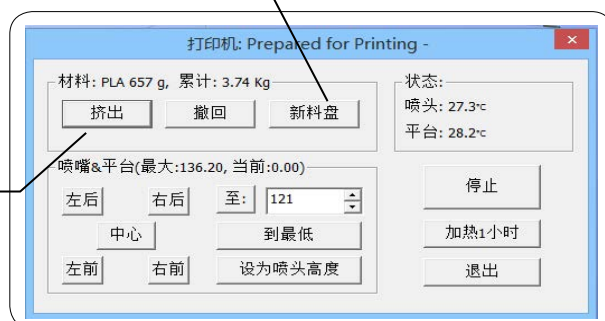 打印机: Prepared for Printing -
材料: PLA 657 g, 累计: 3.74 Kg
挤出 撤回 新料盘
状态:
喷头: 27.3℃
平台: 28.2℃
喷嘴&平台(最大:136.20, 当前:0.00)
左后 右后 至: 121
中心 到最低
左前 右前 设为喷头高度
停止
加热1小时
退出